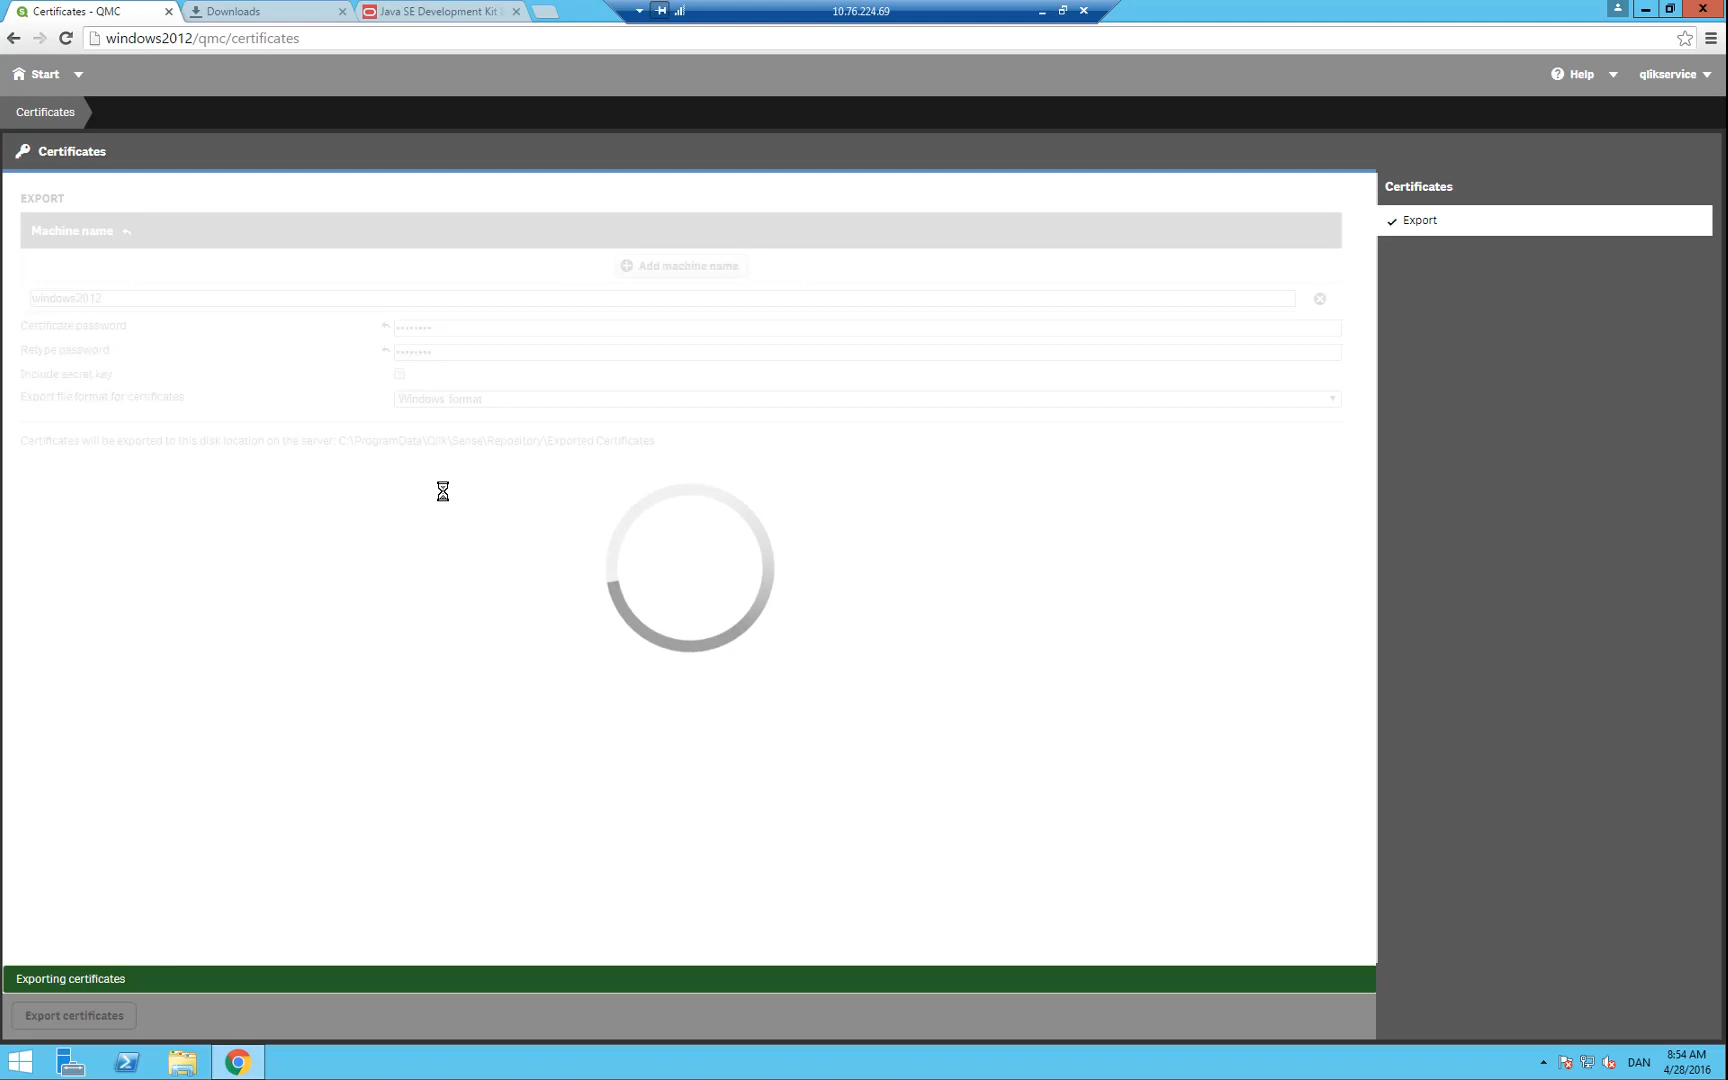 Certificates - QMC
Downloads
Java SE Development Kit
10.76.224.69
windows2012/qmc/certificates
Start
Help
qlikservice
Certificates
Certificates
EXPORT
Machine name
Add machine name
windows2012
Certificate password
••••••••
Retype password
••••••••
Include secret key
Export file format for certificates
Windows format
Certificates will be exported to this disk location on the server: C:\ProgramData\Qlik\Sense\Repository\Exported Certificates
Certificates
Export
Exporting certificates
Export certificates
DAN
8:54 AM
4/28/2016